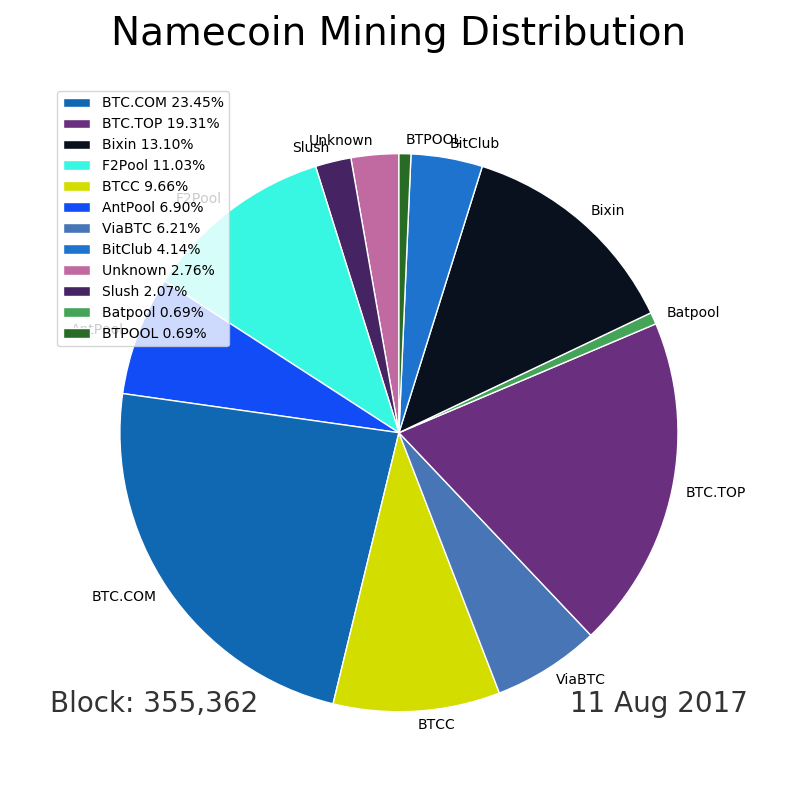 Namecoin Mining Distribution
BTC.COM 23.45%
BTC.TOP 19.31%
Bixin 13.10%
F2Pool 11.03%
BTCC 9.66%
AntPool 6.90%
ViaBTC 6.21%
BitClub 4.14%
Unknown 2.76%
Slush 2.07%
Batpool 0.69%
BTPOOL 0.69%
Slush
Unknown
BTPOOL
BitClub
F2Pool
Bixin
Batpool
AntPool
BTC.TOP
BTC.COM
ViaBTC
BTCC
Block: 355,362
11 Aug 2017